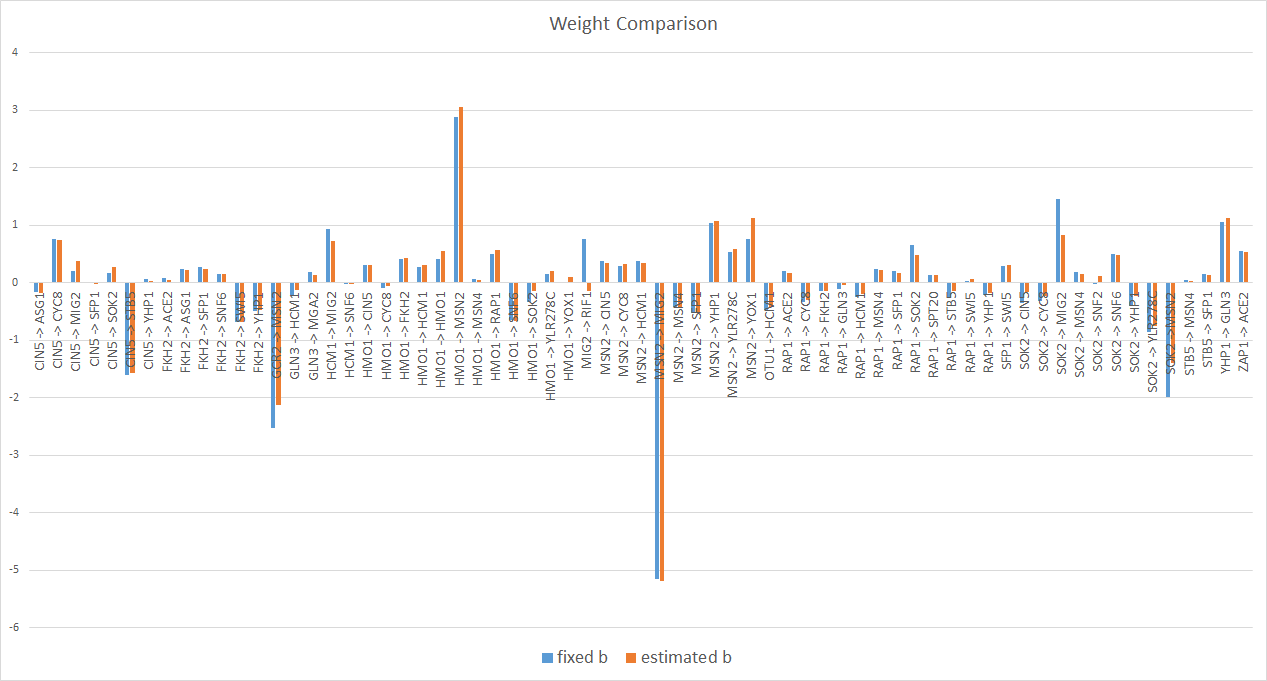 Weight Comparison
4
3
2
1
0
-1
-2
-3
-4
-5
-6
CIN5 -> ASG1
CIN5 -> CYC8
CIN5 -> MIG2
CIN5 -> SFP1
CIN5 -> SOK2
CIN5 -> STB5
CIN5 -> YHP1
FKH2 -> ACE2
FKH2 -> ASG1
FKH2 -> SFP1
FKH2 -> SNF6
FKH2 -> SWI5
FKH2 -> YHP1
GCR2 -> MSN2
GLN3 -> HCM1
GLN3 -> MGA2
HCM1 -> MIG2
HCM1 -> SNF6
HMO1 -> CIN5
HMO1 -> CYC8
HMO1 -> FKH2
HMO1 -> HCM1
HMO1 -> HMO1
HMO1 -> MSN2
HMO1 -> MSN4
HMO1 -> RAP1
HMO1 -> SNF6
HMO1 -> SOK2
HMO1 -> YLR278C
HMO1 -> YOX1
MIG2 -> RIF1
MSN2 -> CIN5
MSN2 -> CYC8
MSN2 -> HCM1
MSN2 -> MIG2
MSN2 -> MSN4
MSN2 -> SFP1
MSN2 -> YHP1
MSN2 -> YLR278C
MSN2 -> YOX1
OTU1 -> HCM1
RAP1 -> ACE2
RAP1 -> CYC8
RAP1 -> FKH2
RAP1 -> GLN3
RAP1 -> HCM1
RAP1 -> MSN4
RAP1 -> SFP1
RAP1 -> SOK2
RAP1 -> SPT20
RAP1 -> STB5
RAP1 -> SWI5
RAP1 -> YHP1
SFP1 -> SWI5
SOK2 -> CIN5
SOK2 -> CYC8
SOK2 -> MIG2
SOK2 -> MSN4
SOK2 -> SNF2
SOK2 -> SNF6
SOK2 -> YHP1
SOK2 -> YLR278C
SOK2 -> MSN2
STB5 -> MSN4
STB5 -> SFP1
YHP1 -> GLN3
ZAP1 -> ACE2
fixed b
estimated b